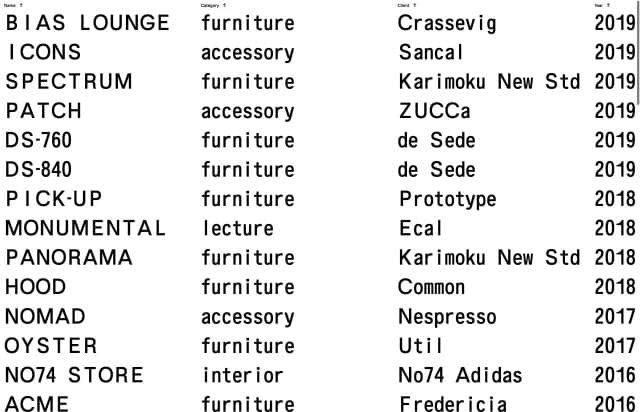 Name ↑ Category ↑ Client ↑ Year ↑
BIAS LOUNGE furniture Crassevig 2019
ICONS accessory Sancal 2019
SPECTRUM furniture Karimoku New Std 2019
PATCH accessory ZUCCa 2019
DS-760 furniture de Sede 2019
DS-840 furniture de Sede 2019
PICK-UP furniture Prototype 2018
MONUMENTAL lecture Ecal 2018
PANORAMA furniture Karimoku New Std 2018
HOOD furniture Common 2018
NOMAD accessory Nespresso 2017
OYSTER furniture Util 2017
NO74 STORE interior No74 Adidas 2016
ACME furniture Fredericia 2016